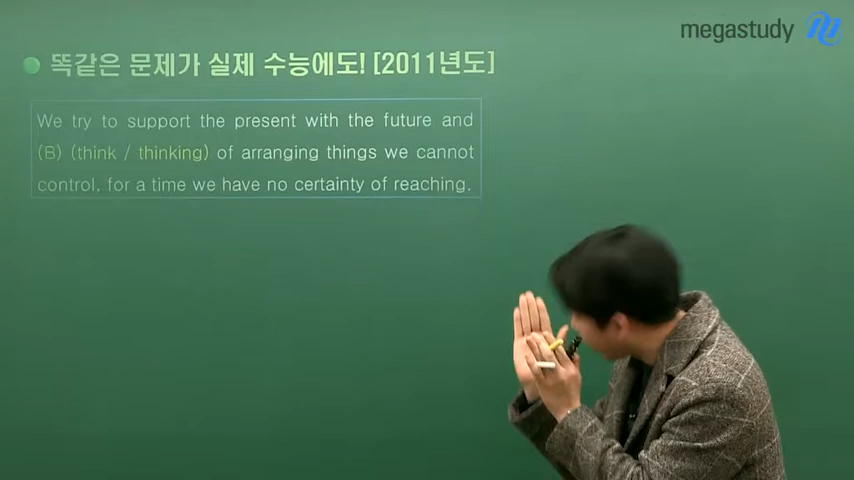 megastudy
똑같은 문제가 실제 수능에도! [2011년도]
We try to support the present with the future and
(B) (think / thinking) of arranging things we cannot
control, for a time we have no certainty of reaching.